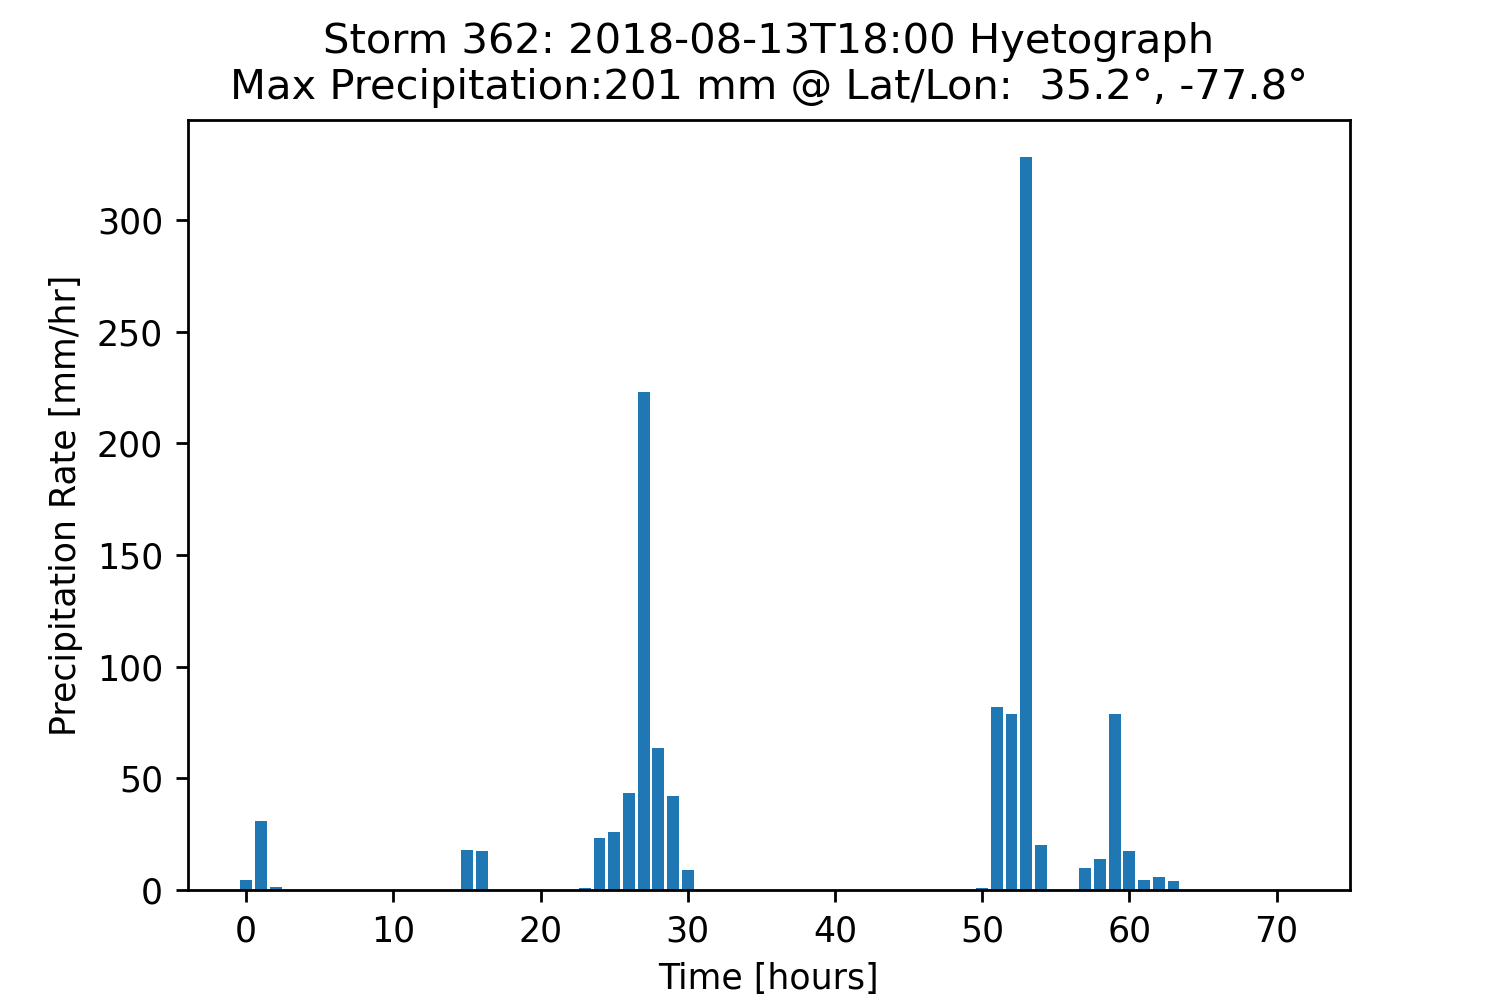 Storm 362: 2018-08-13T18:00 Hyetograph
Max Precipitation:201 mm @ Lat/Lon:  35.2°, -77.8°
Precipitation Rate [mm/hr]
300
250
200
150
100
50
0
0 10 20 30 40 50 60 70
Time [hours]